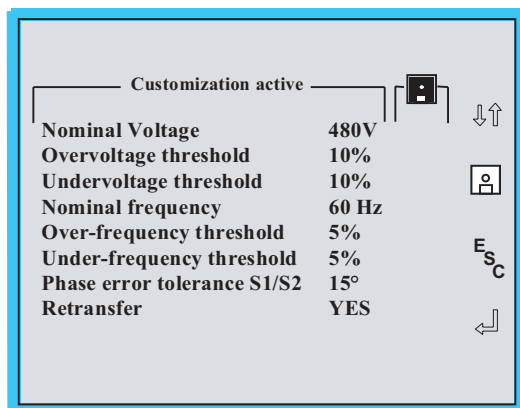 Customization active
Nominal Voltage 480V
Overvoltage threshold 10%
Undervoltage threshold 10%
Nominal frequency 60 Hz
Over-frequency threshold 5%
Under-frequency threshold 5%
Phase error tolerance S1/S2 15°
Retransfer YES
ESC